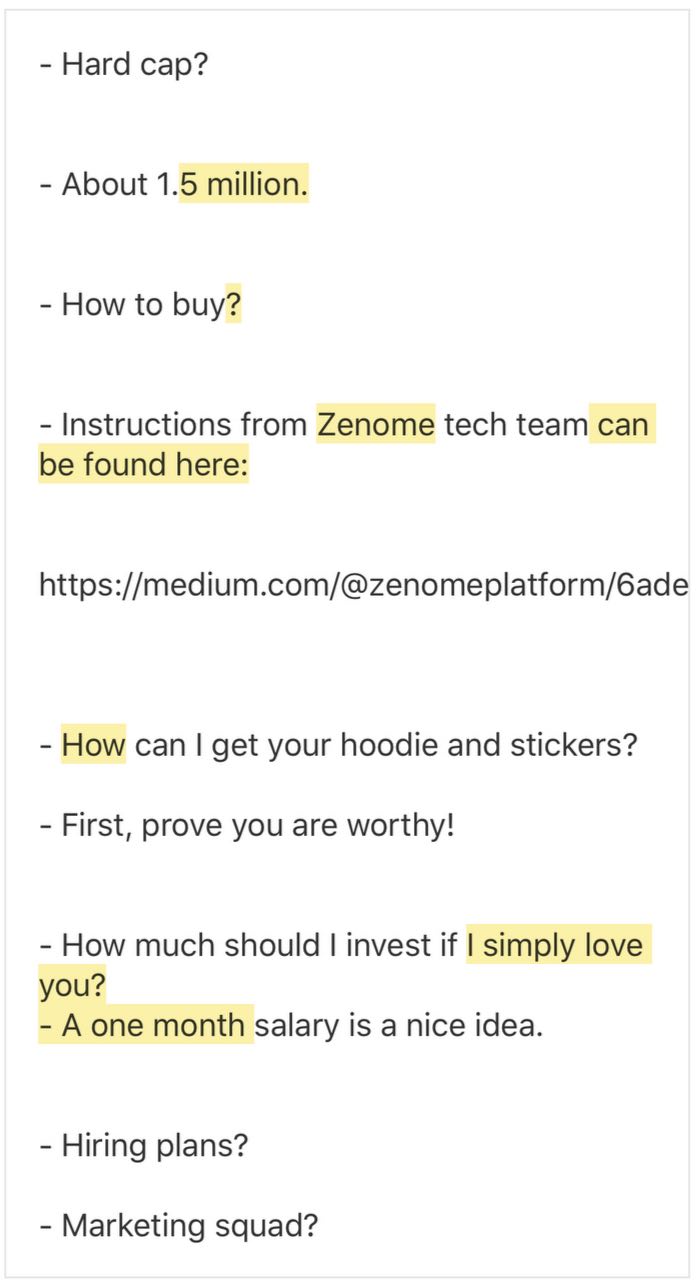 - Hard cap?
- About 1.5 million.
- How to buy?
- Instructions from Zenome tech team can
be found here:
https://medium.com/@zenomeplatform/6ade
- How can I get your hoodie and stickers?
- First, prove you are worthy!
- How much should I invest if I simply love
you?
- A one month salary is a nice idea.
- Hiring plans?
- Marketing squad?